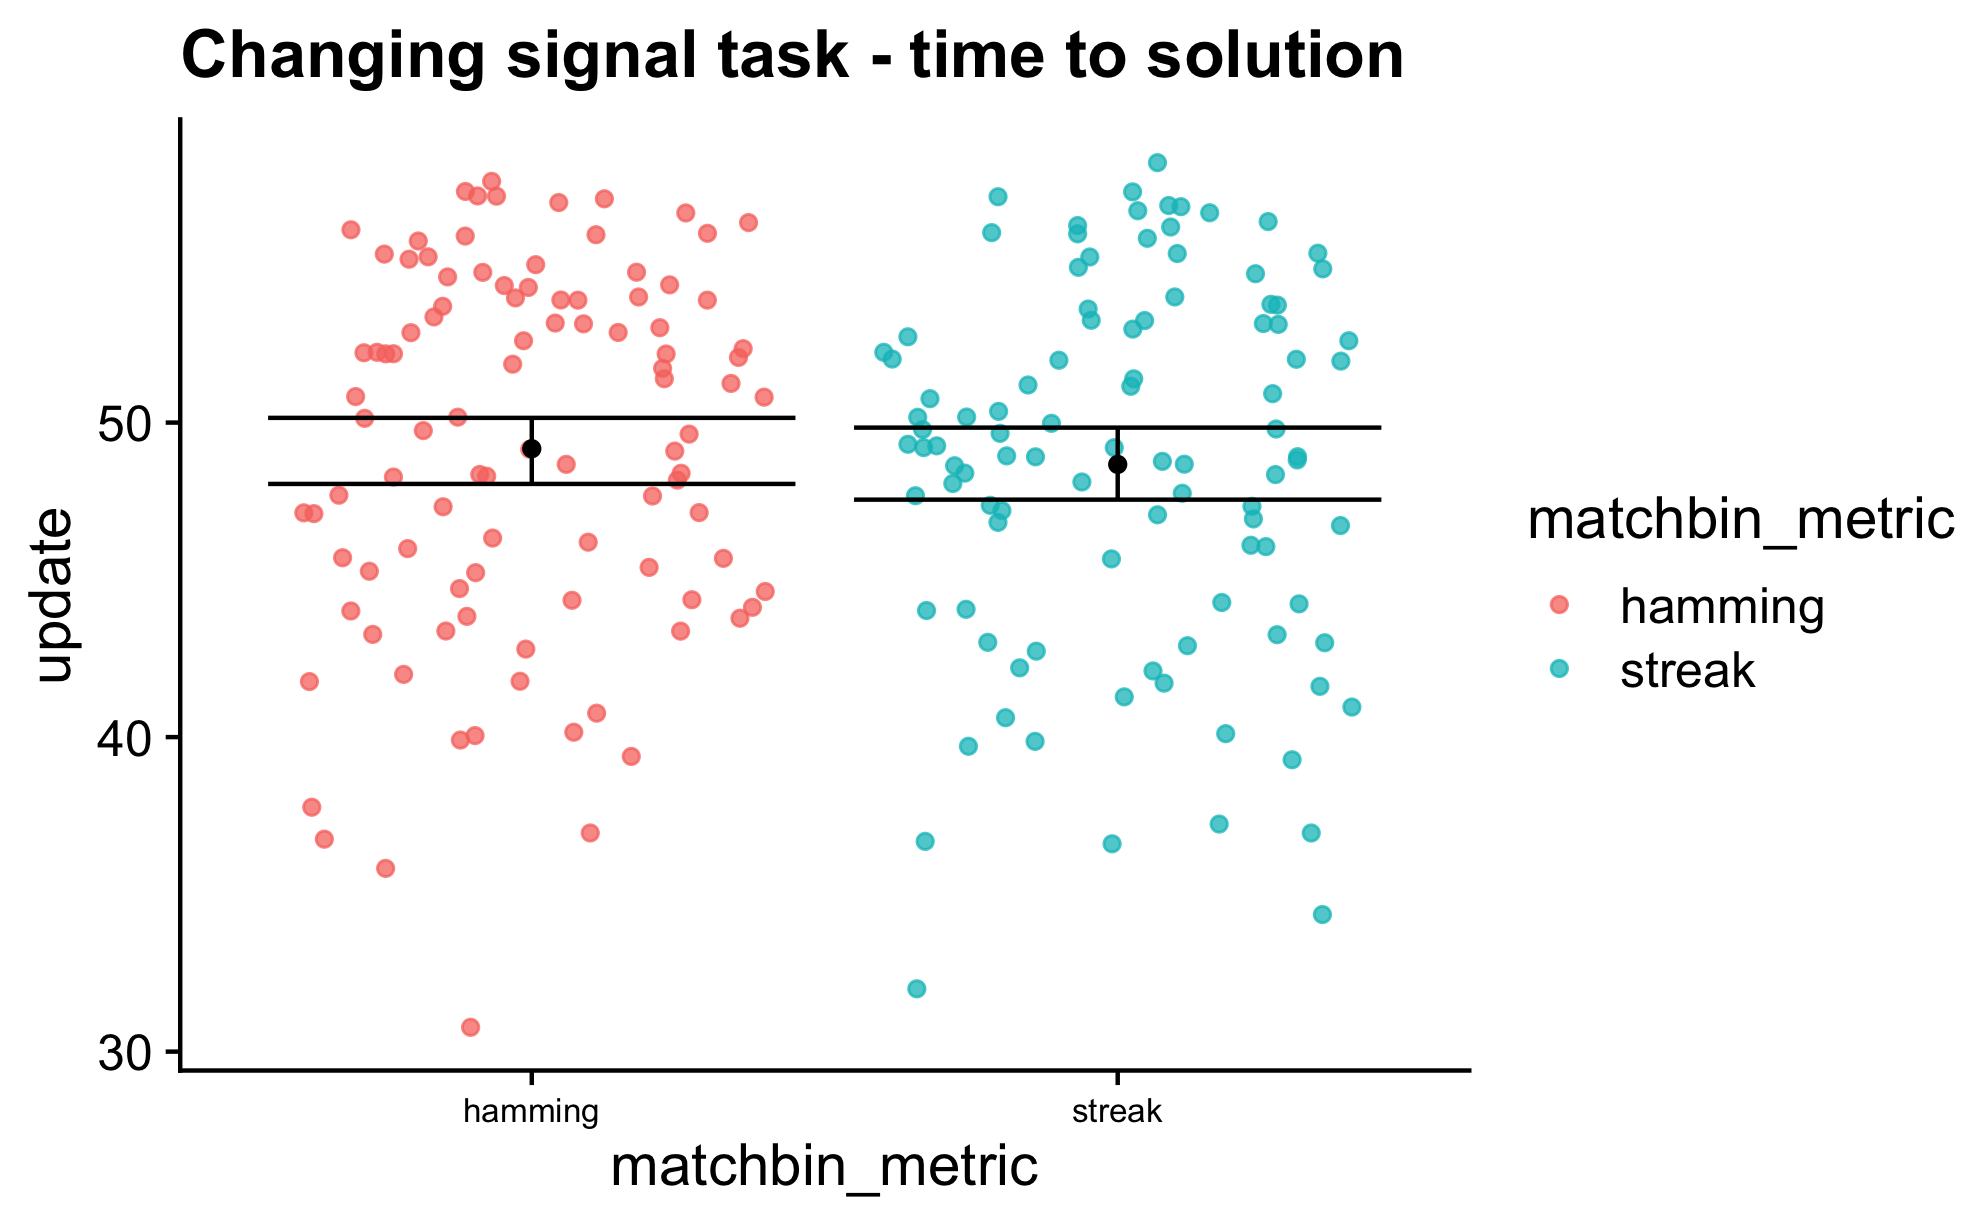 Changing signal task - time to solution
update
50
40
30
hamming
streak
matchbin_metric
matchbin_metric
hamming
streak